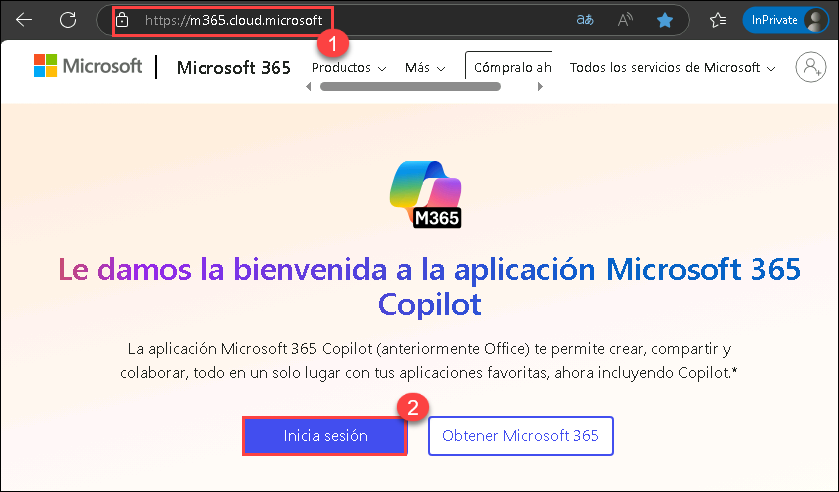 https://m365.cloud.microsoft
InPrivate
1
Microsoft
Microsoft 365
Productos
Más
Cómpralo ah
Todos los servicios de Microsoft
M365
Le damos la bienvenida a la aplicación Microsoft 365
Copilot
La aplicación Microsoft 365 Copilot (anteriormente Office) te permite crear, compartir y
colaborar, todo en un solo lugar con tus aplicaciones favoritas, ahora incluyendo Copilot.*
2
Inicia sesión
Obtener Microsoft 365